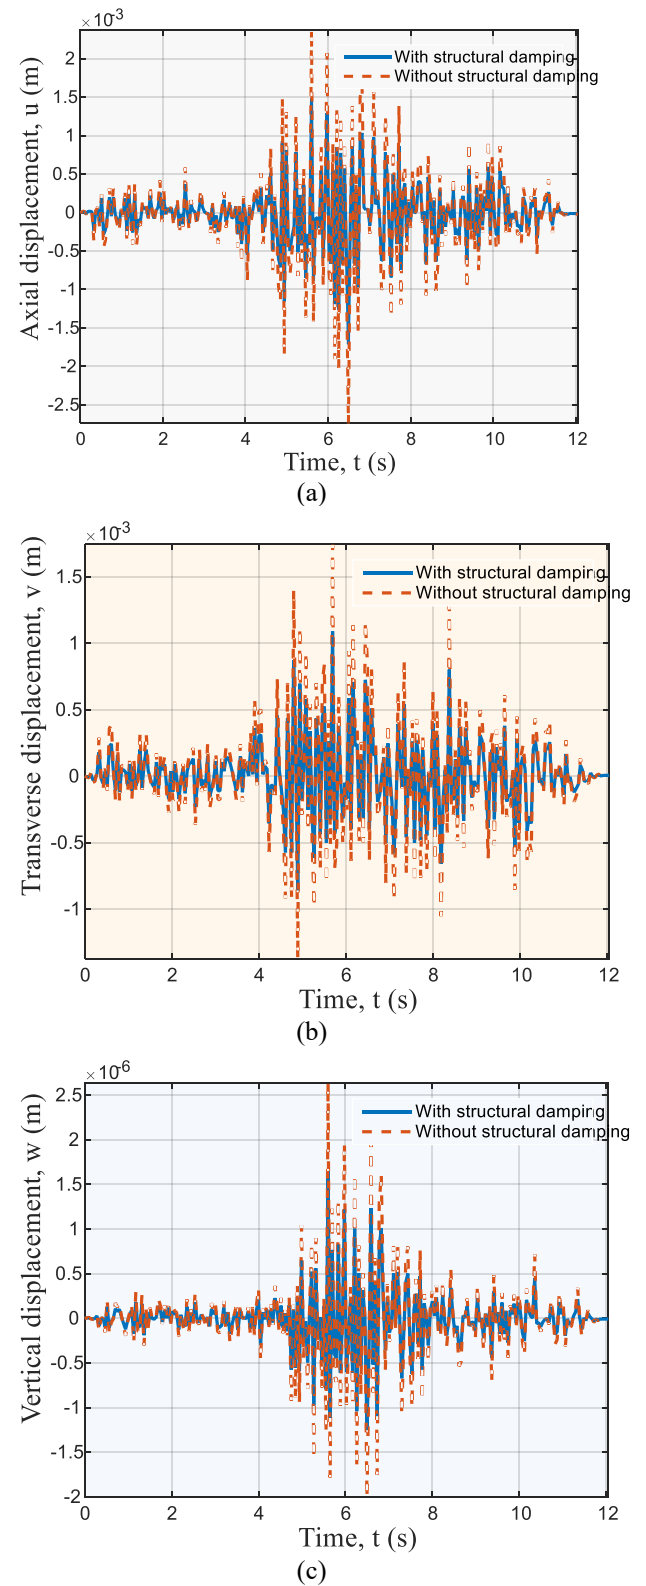 ×10-3
2
1.5
1
0.5
0
-0.5
-1
-1.5
-2
-2.5
Axial displacement, u (m)
With structural damping
Without structural damping
0 2 4 6 8 10 12
Time, t (s)
(a)
×10-3
1.5
1
0.5
0
-0.5
-1
Transverse displacement, v (m)
With structural damping
Without structural damping
0 2 4 6 8 10 12
Time, t (s)
(b)
×10-6
2.5
2
1.5
1
0.5
0
-0.5
-1
-1.5
-2
Vertical displacement, w (m)
With structural damping
Without structural damping
0 2 4 6 8 10 12
Time, t (s)
(c)